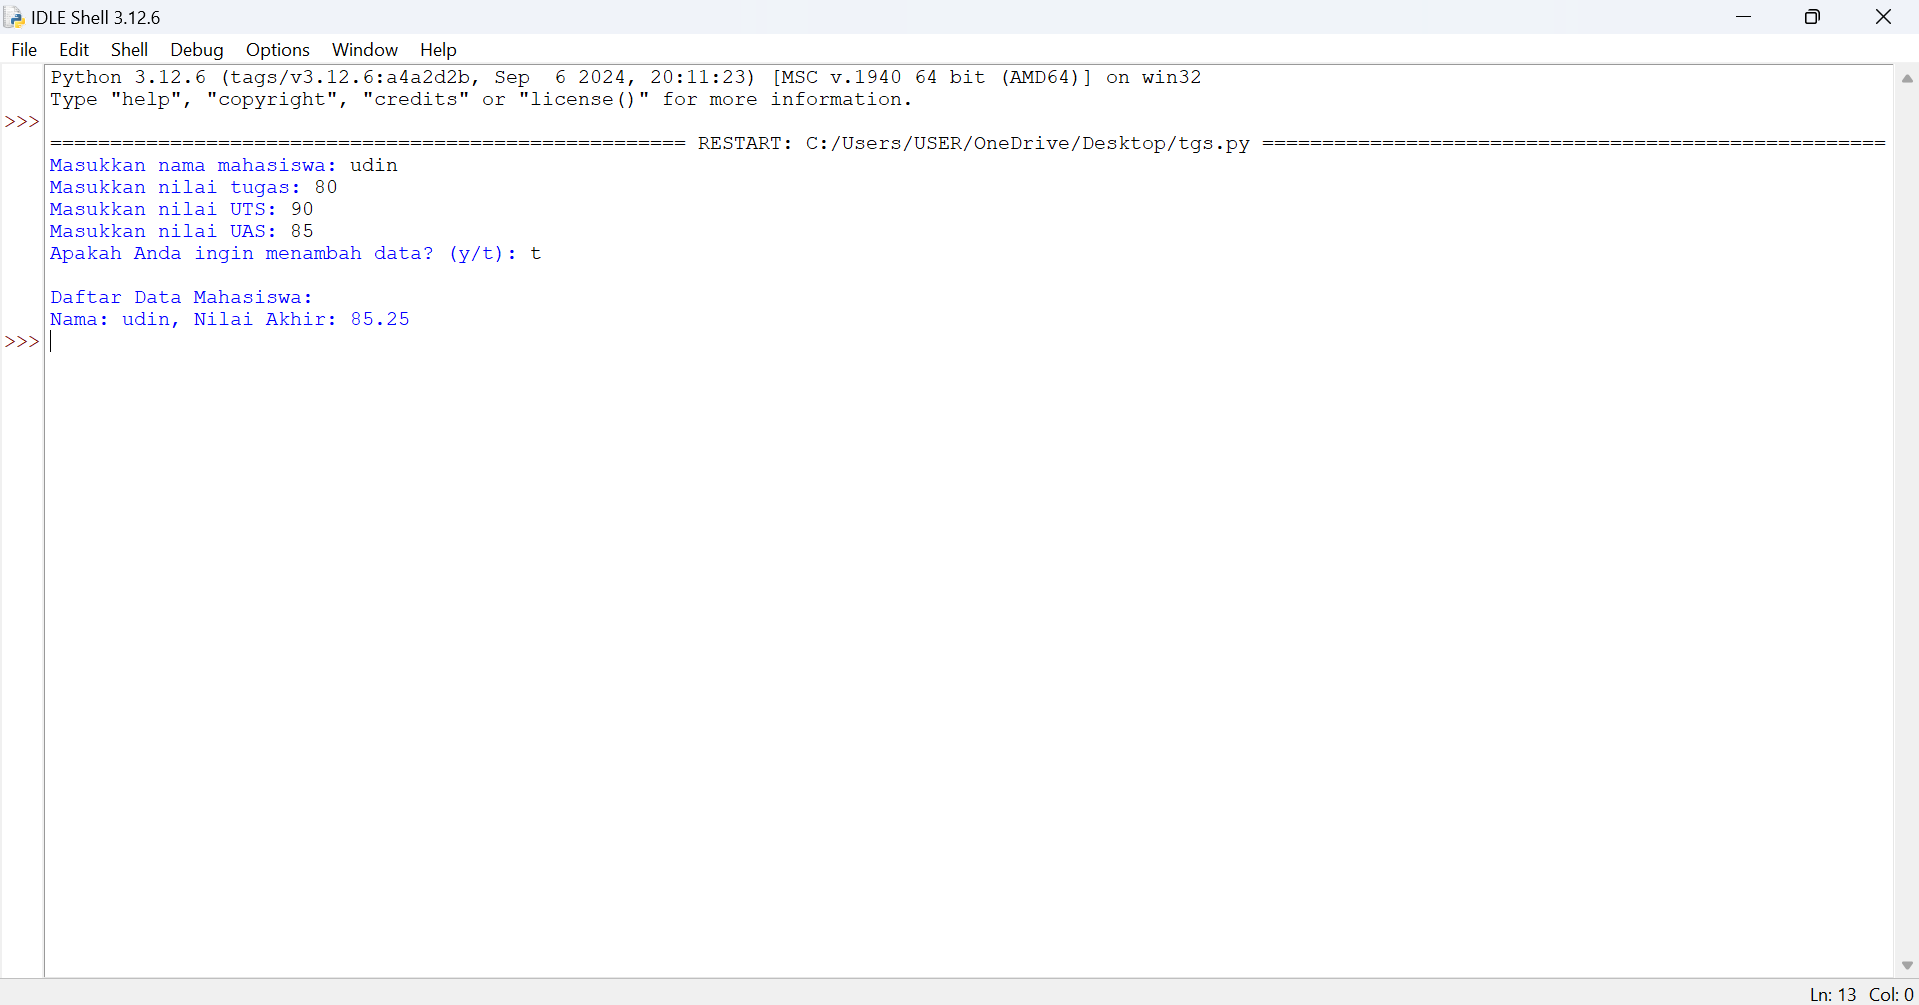 IDLE Shell 3.12.6
File Edit Shell Debug Options Window Help
Python 3.12.6 (tags/v3.12.6:a4a2d2b, Sep  6 2024, 20:11:23) [MSC v.1940 64 bit (AMD64)] on win32
Type "help", "copyright", "credits" or "license()" for more information.
>>>
===================================================== RESTART: C:/Users/USER/OneDrive/Desktop/tgs.py ====================================================
Masukkan nama mahasiswa: udin
Masukkan nilai tugas: 80
Masukkan nilai UTS: 90
Masukkan nilai UAS: 85
Apakah Anda ingin menambah data? (y/t): t
Daftar Data Mahasiswa:
Nama: udin, Nilai Akhir: 85.25
>>>
Ln: 13 Col: 0